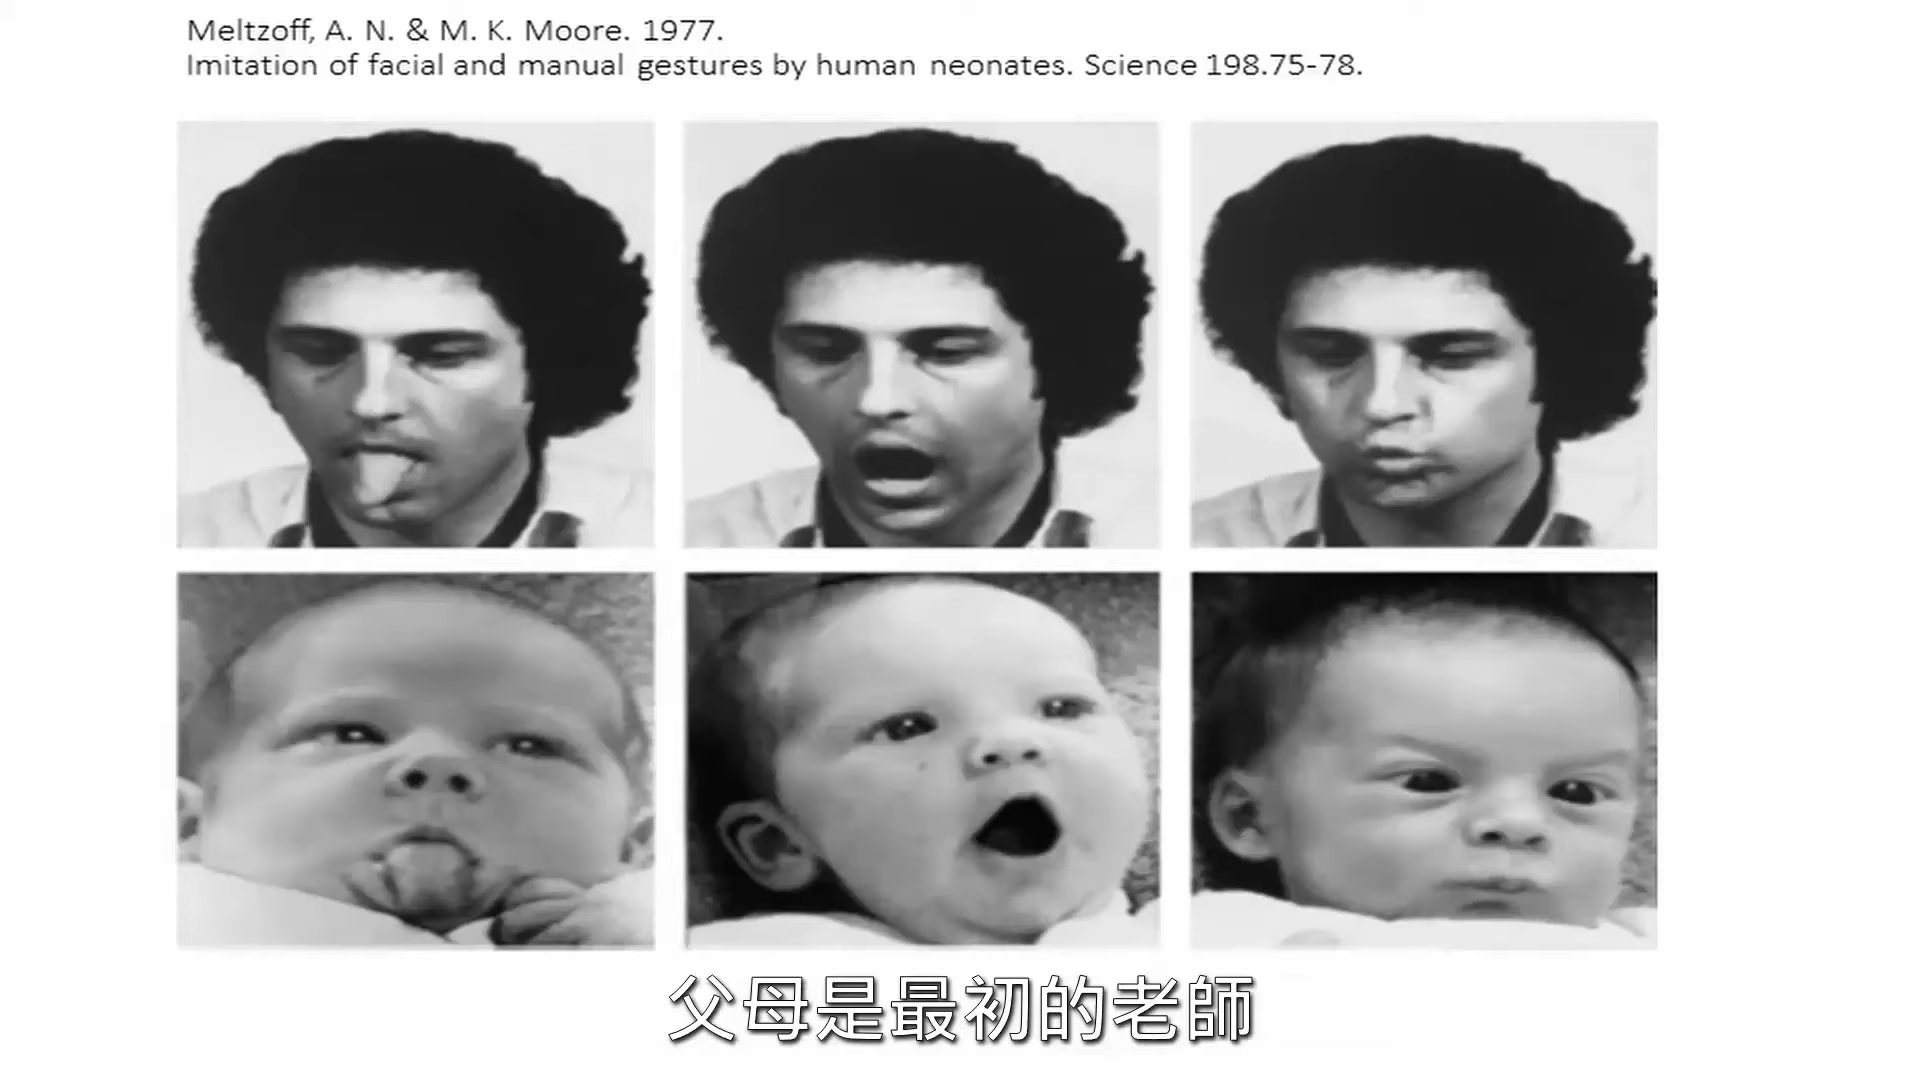 Meltzoff, A. N. & M. K. Moore. 1977.
Imitation of facial and manual gestures by human neonates. Science 198.75-78.
父母是最初的老師